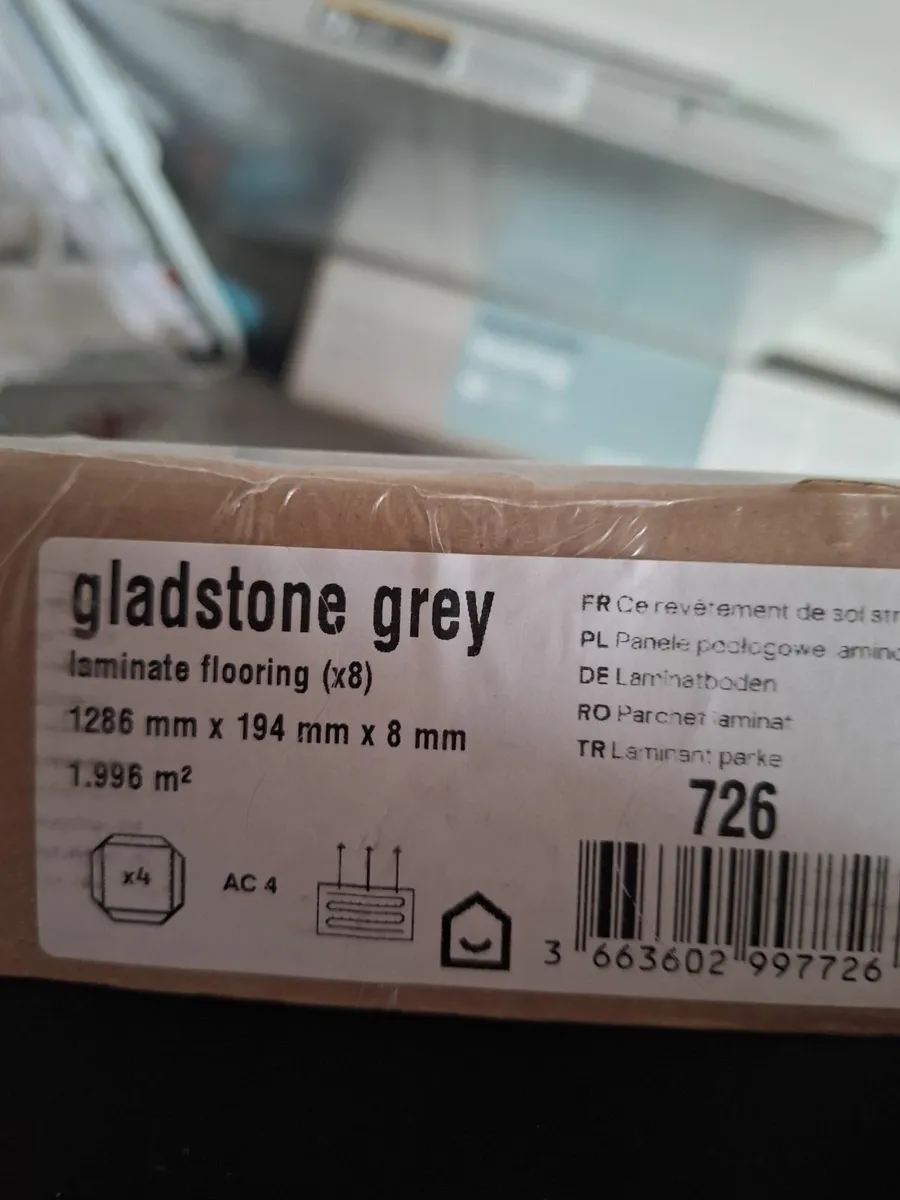 gladstone grey
laminate flooring (x8)
1286 mm x 194 mm x 8 mm
1.996 m²
x4
AC 4
FR Ce revêtement de sol str
PL Panele podłogowe
DE Laminatboden
RO Parchet laminat
TR Laminant parke
726
3 663602 997726